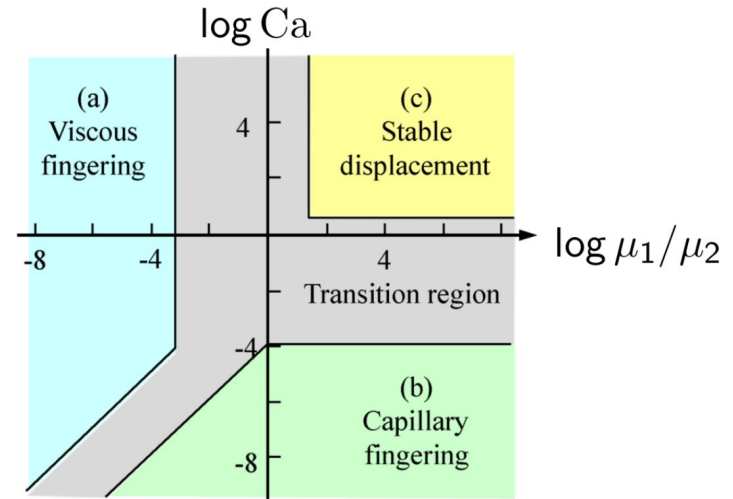 log Ca
(a)
Viscous
fingering
(c)
Stable
displacement
4
-8
-4
4
log μ₁/μ₂
Transition region
-4
(b)
Capillary
fingering
-8